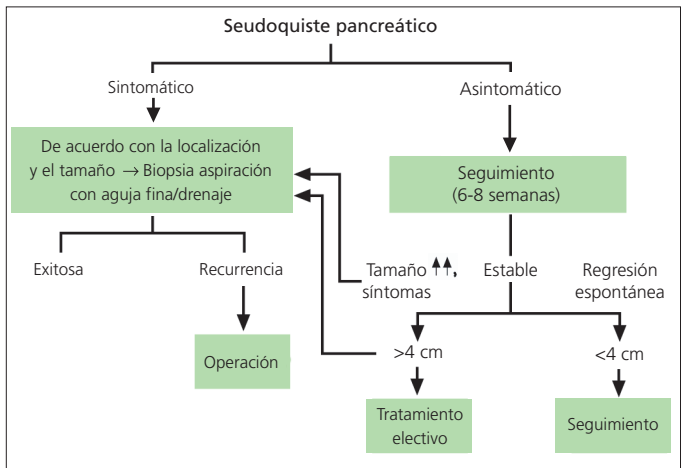 Seudoquiste pancreático
Sintomático
Asintomático
De acuerdo con la localización
y el tamaño → Biopsia aspiración
con aguja fina/drenaje
Seguimiento
(6-8 semanas)
Exitosa
Recurrencia
Tamaño ↑↑,
síntomas
Estable
Regresión
espontánea
Operación
>4 cm
<4 cm
Tratamiento
electivo
Seguimiento